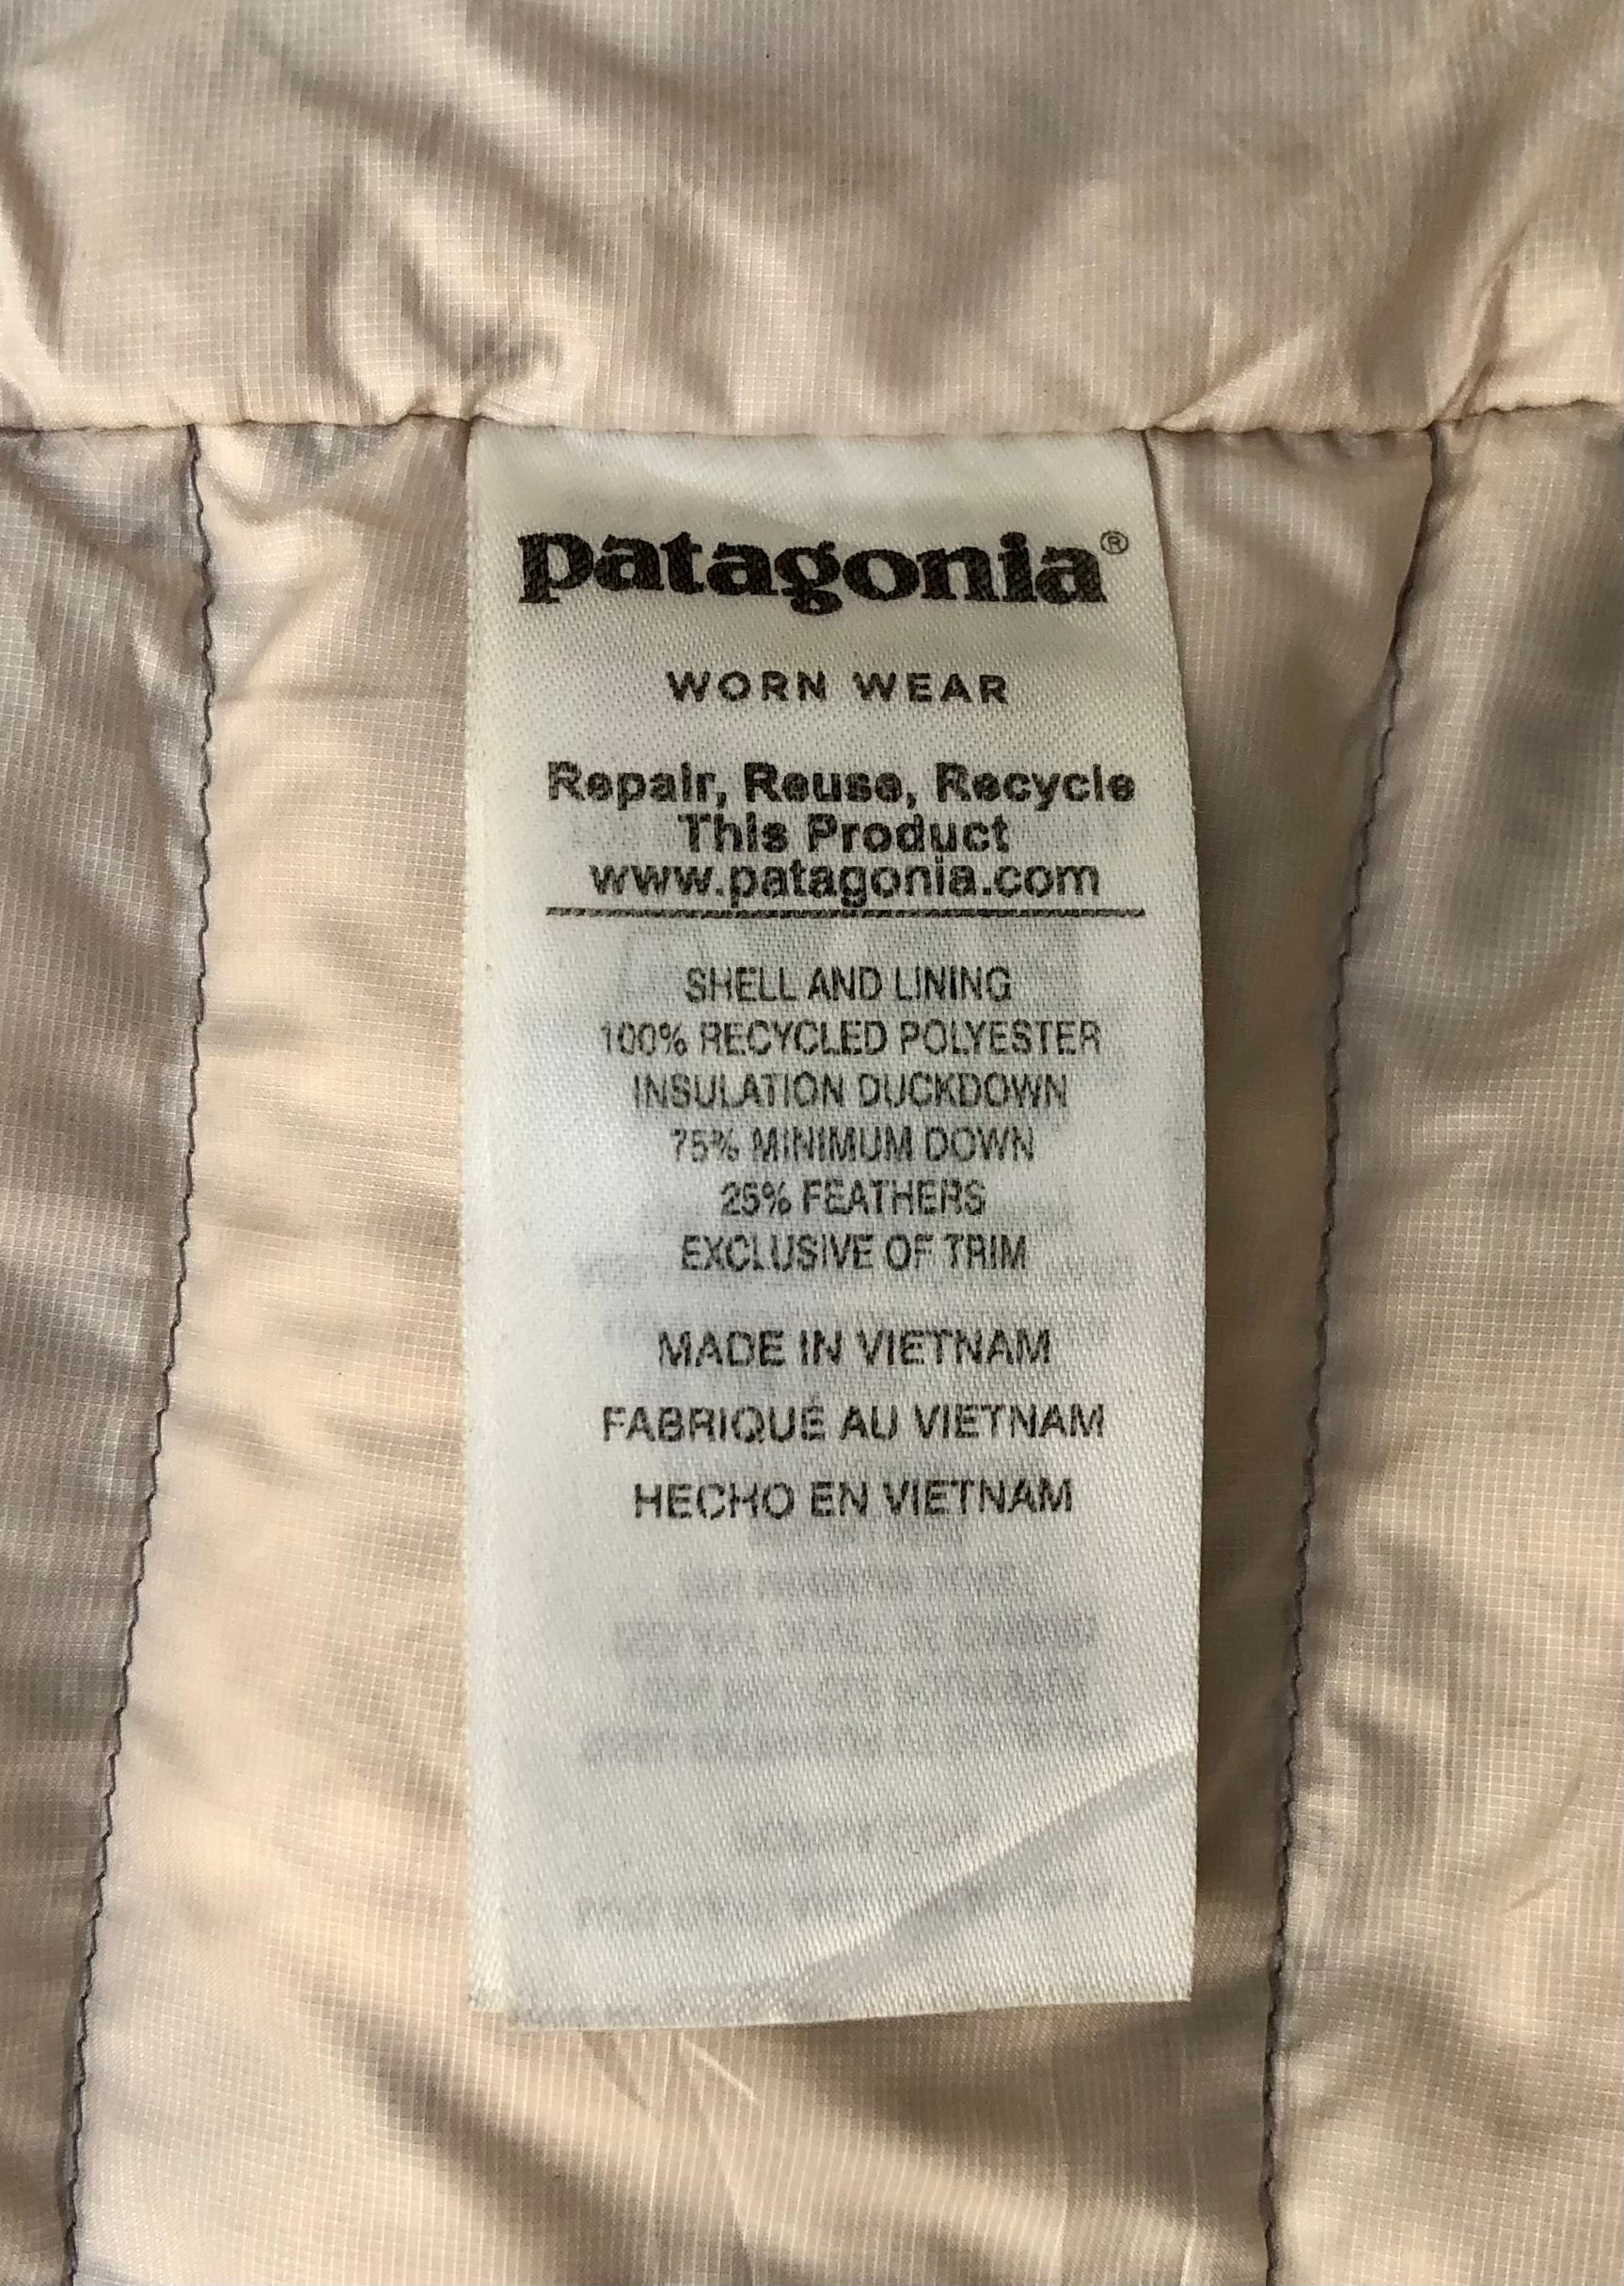 patagonia®
WORN WEAR
Repair, Reuse, Recycle
This Product
www.patagonia.com
SHELL AND LINING
100% RECYCLED POLYESTER
INSULATION DUCKDOWN
75% MINIMUM DOWN
25% FEATHERS
EXCLUSIVE OF TRIM
MADE IN VIETNAM
FABRIQUÉ AU VIETNAM
HECHO EN VIETNAM